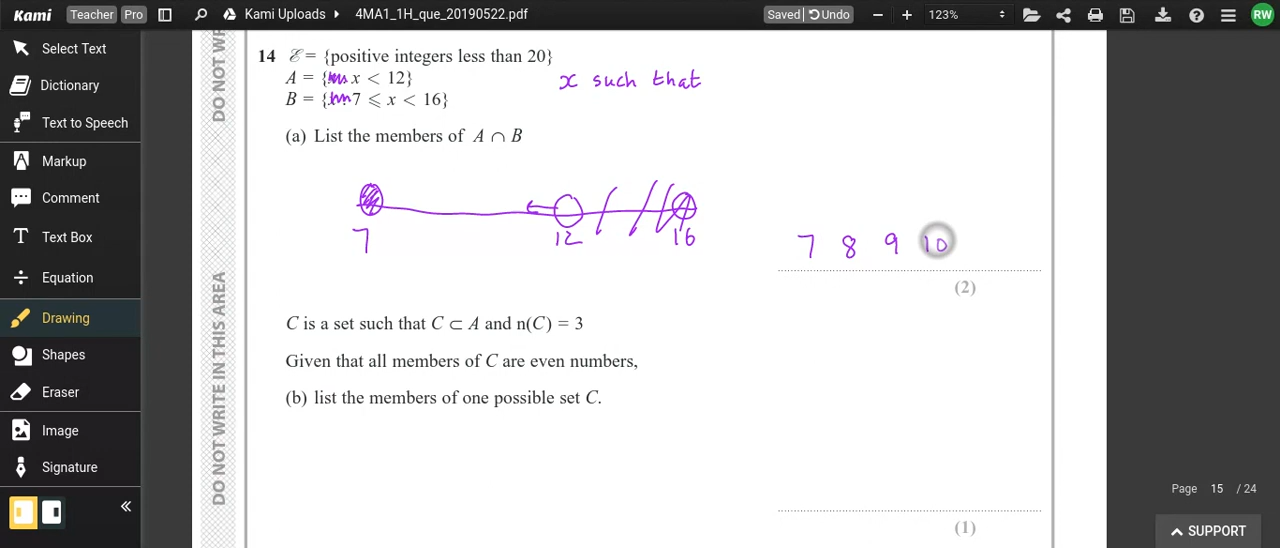 Kami Teacher Pro Kami Uploads 4MA1_1H_que_20190522.pdf Saved Undo 123% RW
Select Text
Dictionary
Text to Speech
Markup
Comment
Text Box
Equation
Drawing
Shapes
Eraser
Image
Signature
DO NOT WR
DO NOT WRITE IN THIS AREA
14 ℰ = {positive integers less than 20}
A = { x < 12} x such that
B = { 7 ⩽ x < 16}
(a) List the members of A ∩ B
7 12 16
7 8 9 10
(2)
C is a set such that C ⊂ A and n(C) = 3
Given that all members of C are even numbers,
(b) list the members of one possible set C.
(1)
Page 15 / 24
SUPPORT